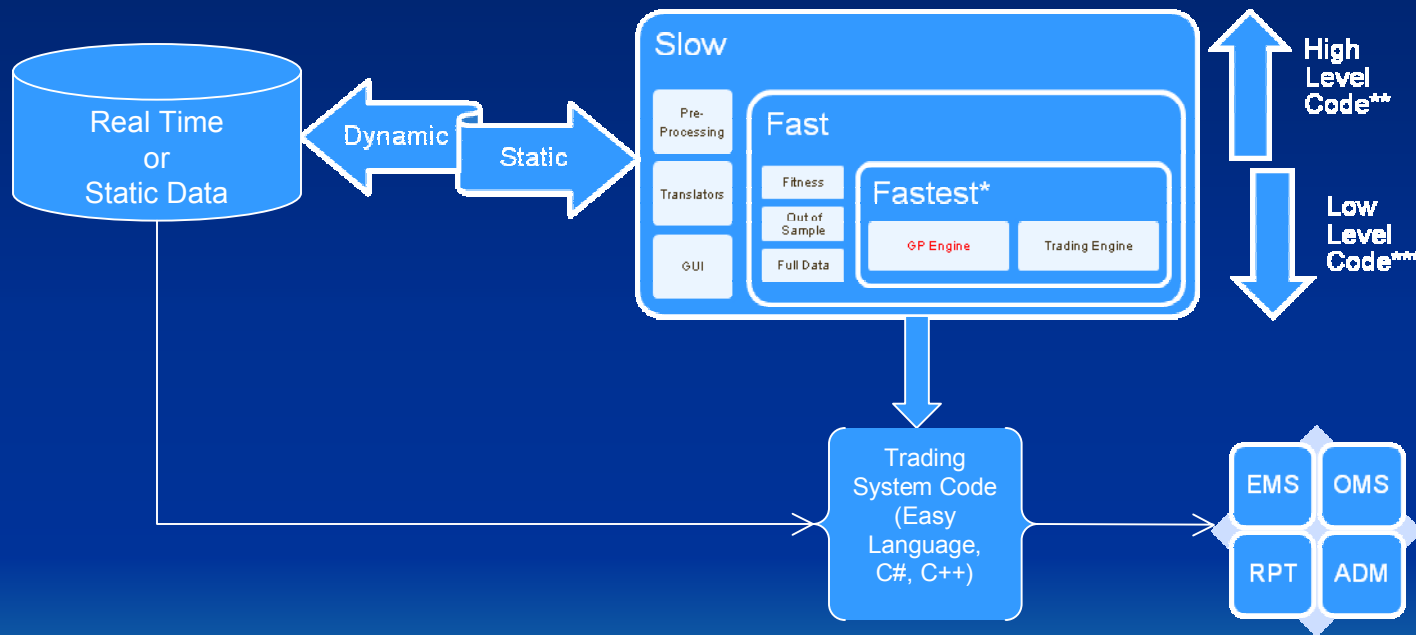 Real Time
or
Static Data
Dynamic
Static
Slow
Pre-
Processing
Translators
GUI
Fast
Fitness
Out of
Sample
Full Data
Fastest*
GP Engine
Trading Engine
High
Level
Code**
Low
Level
Code***
Trading
System Code
(Easy
Language,
C#, C++)
EMS
OMS
RPT
ADM